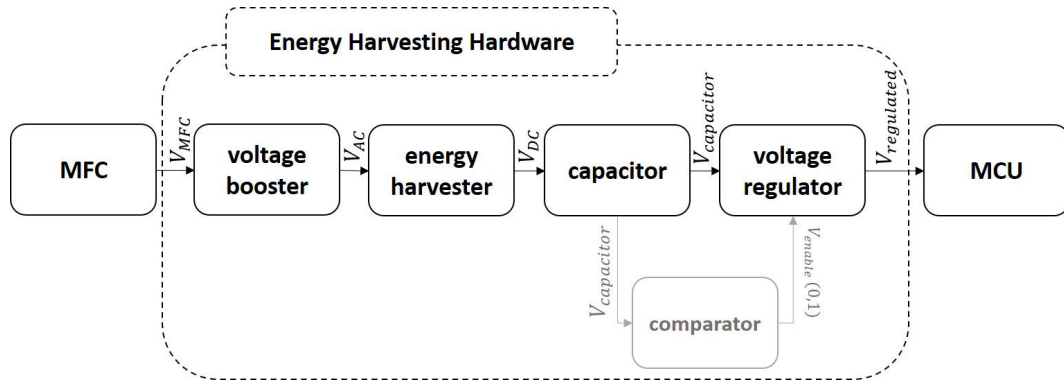 Energy Harvesting Hardware
MFC
V_MFC
voltage
booster
V_AC
energy
harvester
V_DC
capacitor
V_capacitor
voltage
regulator
V_regulated
MCU
V_capacitor
comparator
V_enable (0,1)